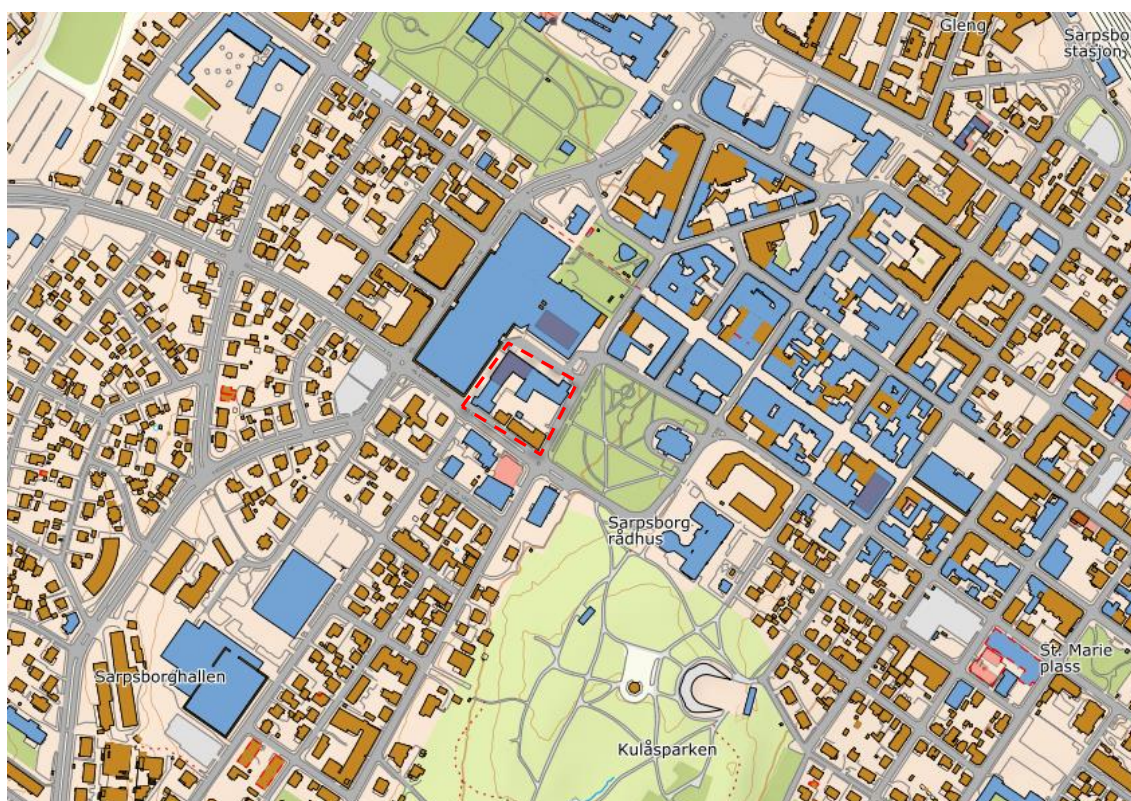 Gleng
Sarpsbo
stasjon,
Sarpsborg
rådhus
St. Marie
plass
Sarpsborghallen
Kulåsparken